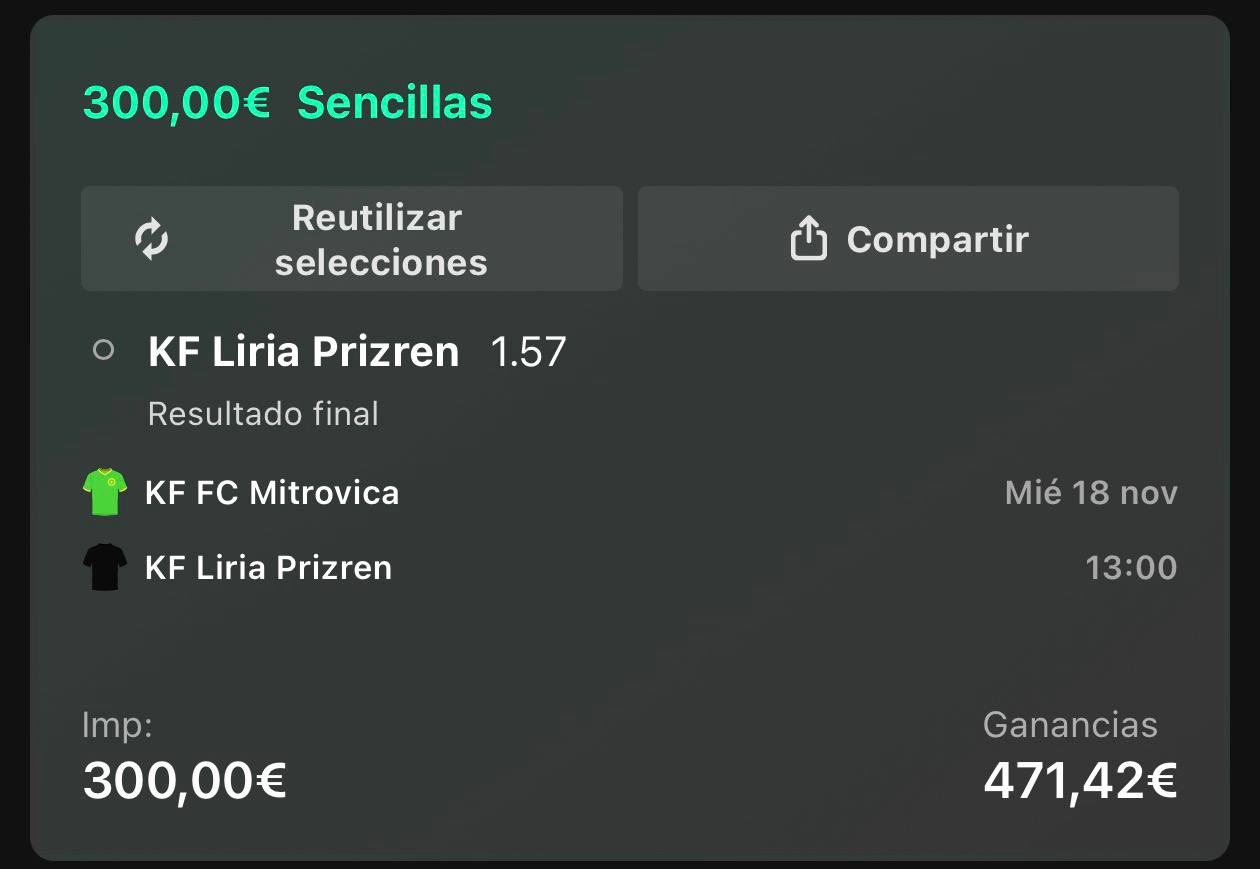 300,00€ Sencillas
Reutilizar
selecciones
Compartir
KF Liria Prizren 1.57
Resultado final
KF FC Mitrovica Mié 18 nov
KF Liria Prizren 13:00
Imp: Ganancias
300,00€ 471,42€